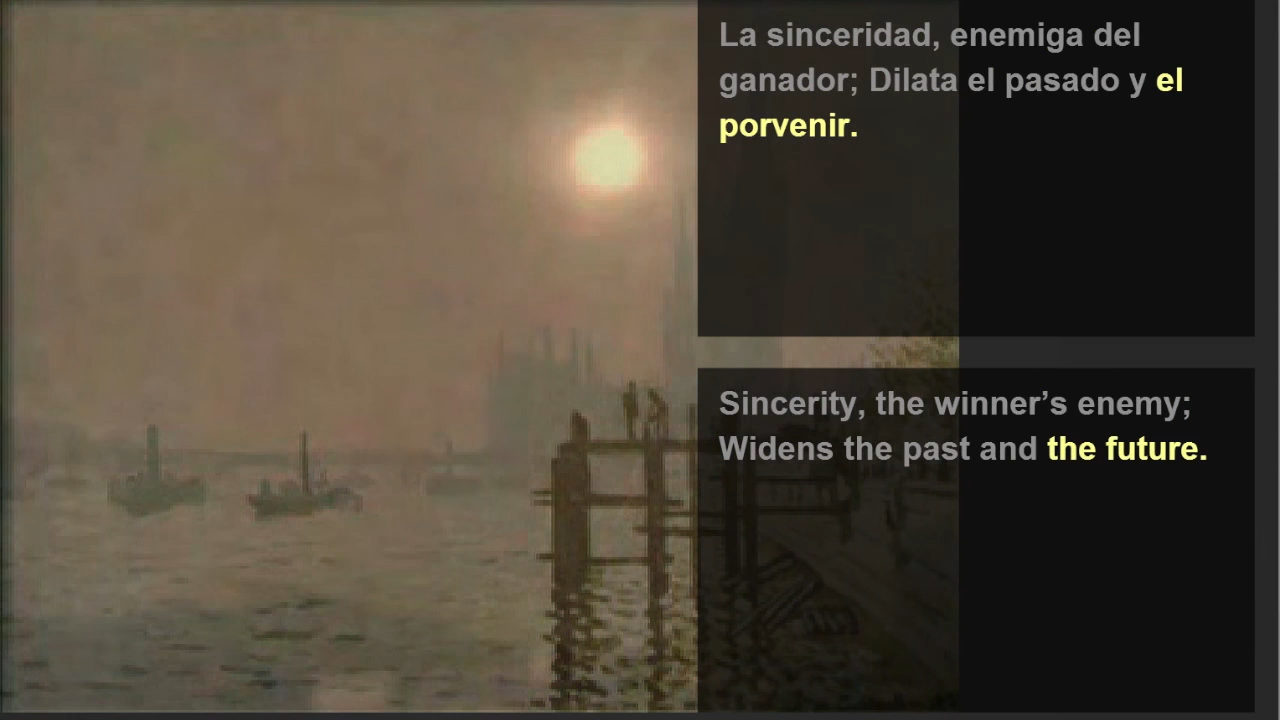 La sinceridad, enemiga del
ganador; Dilata el pasado y el
porvenir.
Sincerity, the winner’s enemy;
Widens the past and the future.